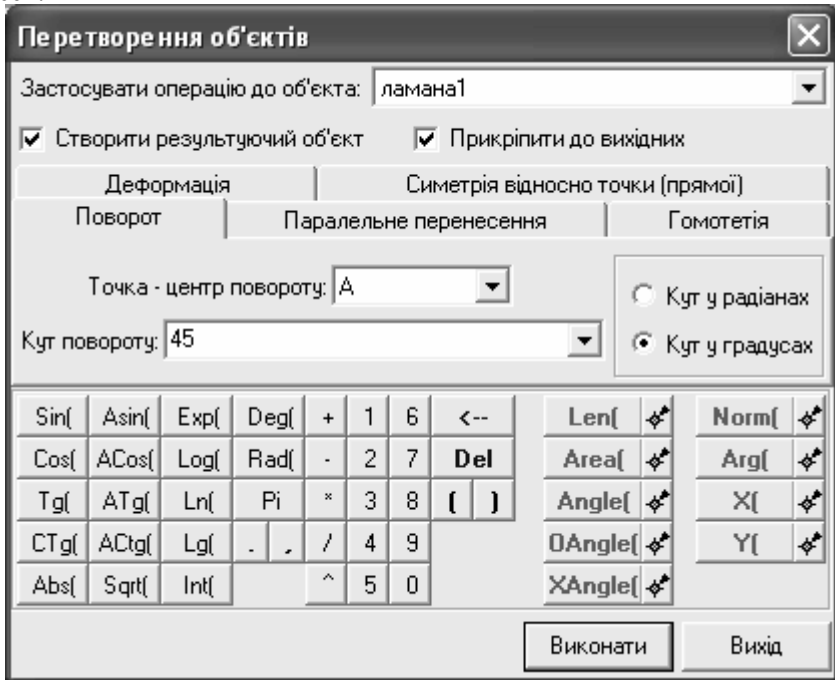 Перетворення об'єктів
Застосувати операцію до об'єкта: ламана1
Створити результуючий об'єкт Прикріпити до вихідних
Деформація Симетрія відносно точки (прямої)
Поворот Паралельне перенесення Гомотетія
Точка - центр повороту: A
Кут у радіанах
Кут повороту: 45
Кут у градусах
Sin( Asin( Exp( Deg( + 1 6 <-- Len( Norm(
Cos( ACos( Log( Rad( - 2 7 Del Area( Arg(
Tg( ATg( Ln( Pi * 3 8 ( ) Angle( X(
CTg( ACtg( Lg( . , / 4 9 OAngle( Y(
Abs( Sqrt( Int( ^ 5 0 XAngle(
Виконати Вихід